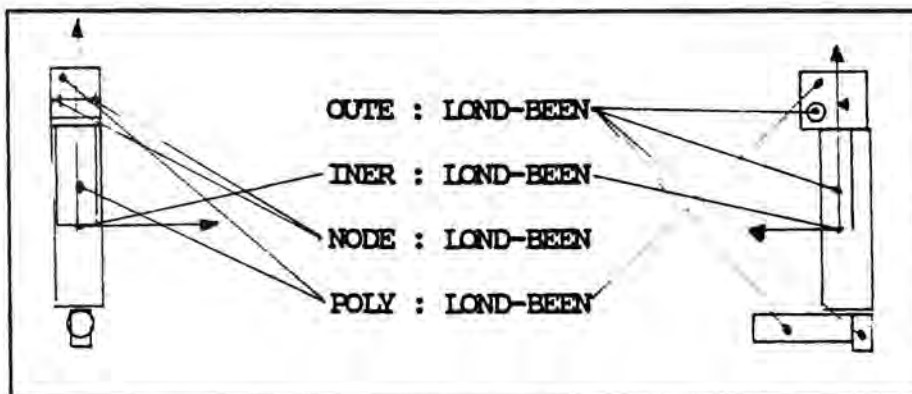 OUTE : LOND-BEEN
INER : LOND-BEEN
NODE : LOND-BEEN
POLY : LOND-BEEN